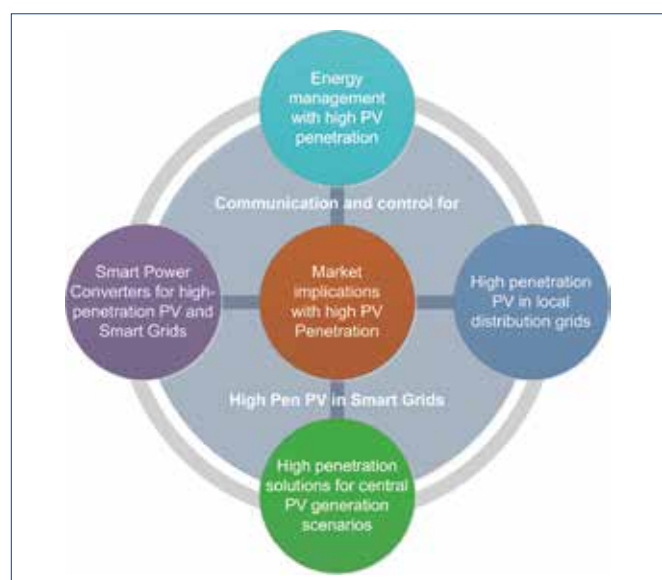 Energy
management
with high PV
penetration
Communication and control for
Smart Power
Converters for high-
penetration PV and
Smart Grids
Market
implications
with high PV
Penetration
High penetration
PV in local
distribution grids
High Pen PV in Smart Grids
High penetration
solutions for central
PV generation
scenarios